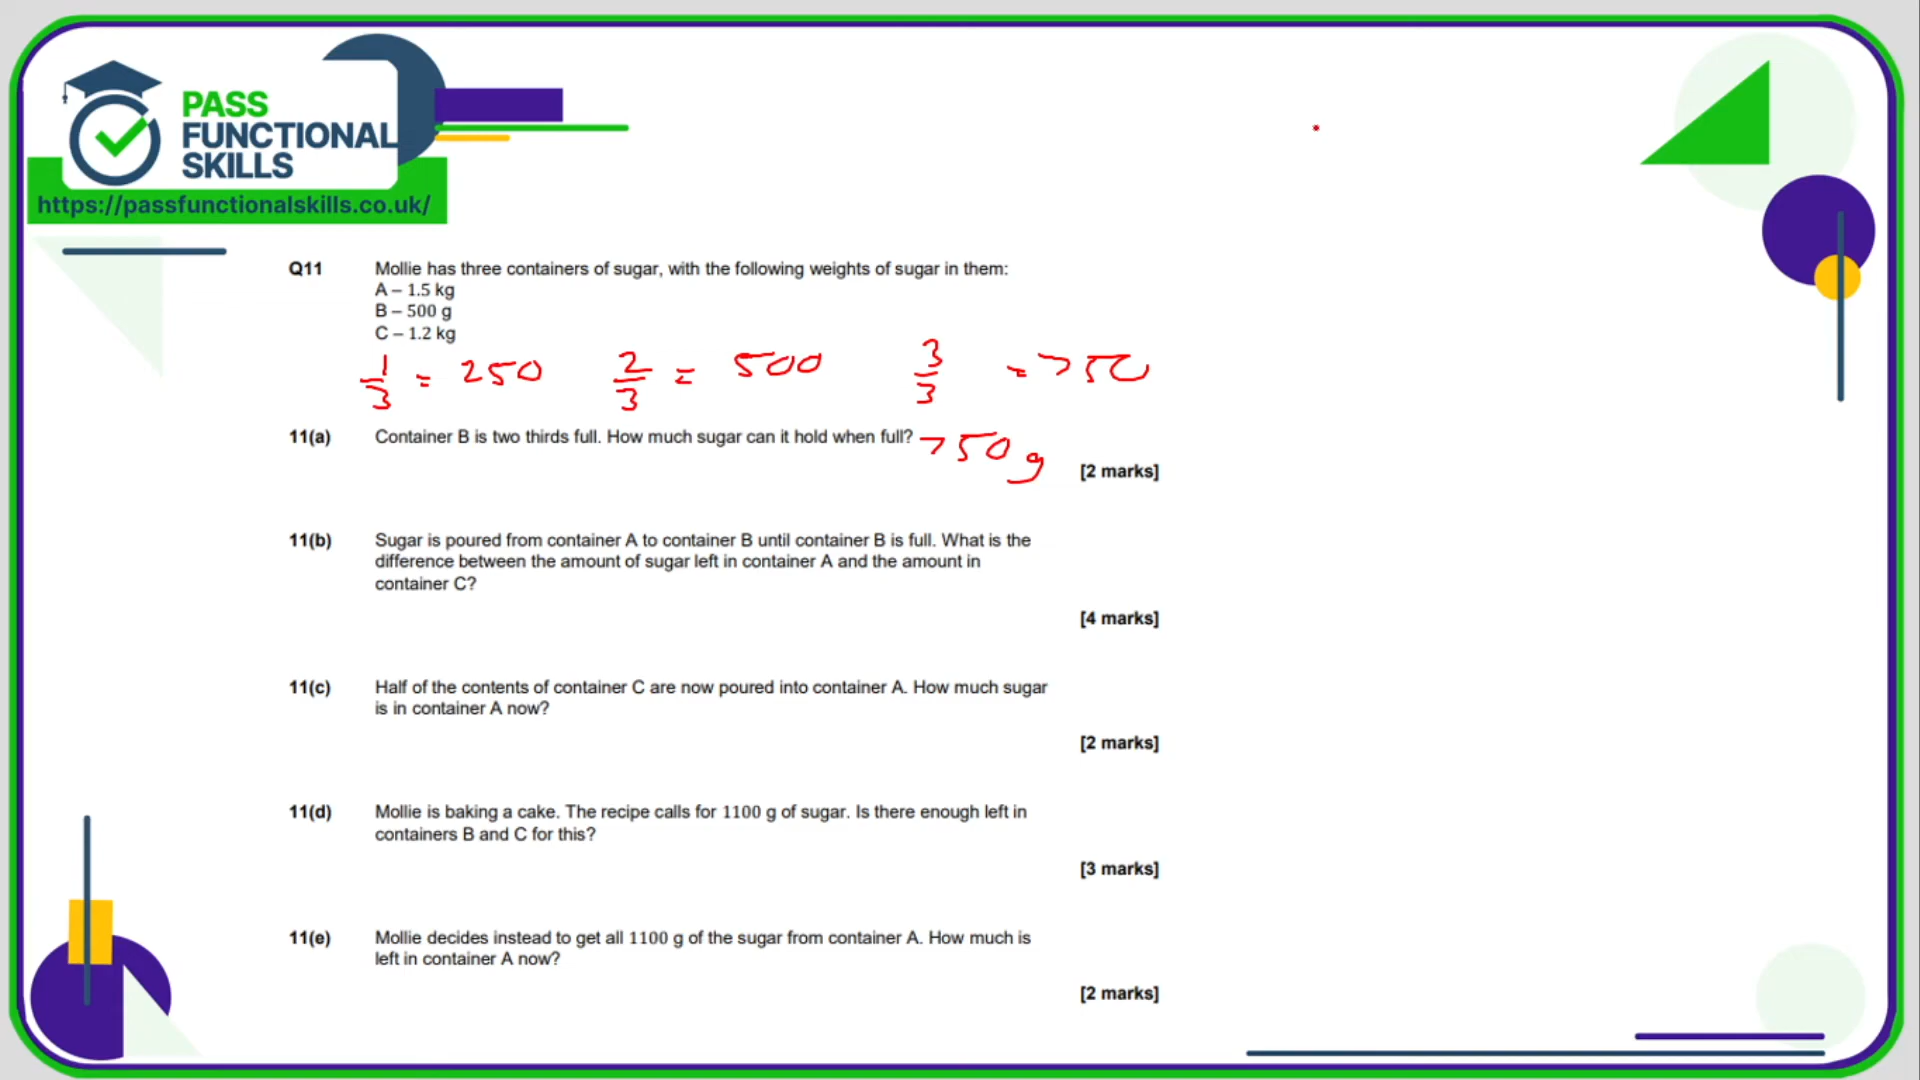 PASS
FUNCTIONAL
SKILLS
https://passfunctionalskills.co.uk/
Q11 Mollie has three containers of sugar, with the following weights of sugar in them:
A – 1.5 kg
B – 500 g
C – 1.2 kg
1/3 = 250 2/3 = 500 3/3 = 750
11(a) Container B is two thirds full. How much sugar can it hold when full? 750 g
[2 marks]
11(b) Sugar is poured from container A to container B until container B is full. What is the
difference between the amount of sugar left in container A and the amount in
container C?
[4 marks]
11(c) Half of the contents of container C are now poured into container A. How much sugar
is in container A now?
[2 marks]
11(d) Mollie is baking a cake. The recipe calls for 1100 g of sugar. Is there enough left in
containers B and C for this?
[3 marks]
11(e) Mollie decides instead to get all 1100 g of the sugar from container A. How much is
left in container A now?
[2 marks]